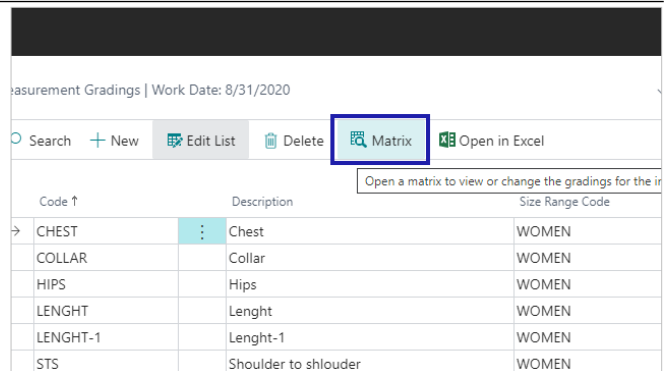 easurement Gradings | Work Date: 8/31/2020
Search New Edit List Delete Matrix Open in Excel
Open a matrix to view or change the gradings for the i
Code ↑ Description Size Range Code
→ CHEST Chest WOMEN
COLLAR Collar WOMEN
HIPS Hips WOMEN
LENGHT Lenght WOMEN
LENGHT-1 Lenght-1 WOMEN
STS Shoulder to shlouder WOMEN